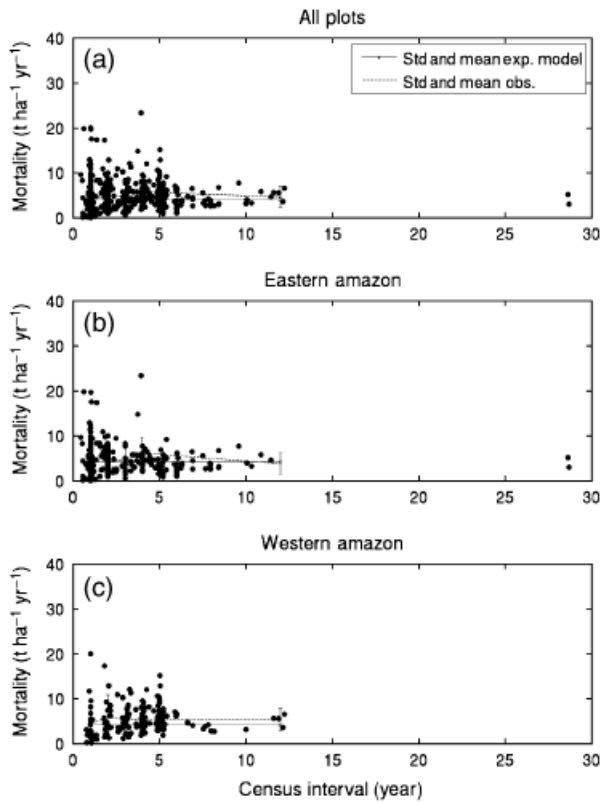 All plots
(a)
Std and mean exp. model
Std and mean obs.
Mortality (t ha⁻¹ yr⁻¹)
40
30
20
10
0
0 5 10 15 20 25 30
Eastern amazon
(b)
Mortality (t ha⁻¹ yr⁻¹)
40
30
20
10
0
0 5 10 15 20 25 30
Western amazon
(c)
Mortality (t ha⁻¹ yr⁻¹)
40
30
20
10
0
0 5 10 15 20 25 30
Census interval (year)